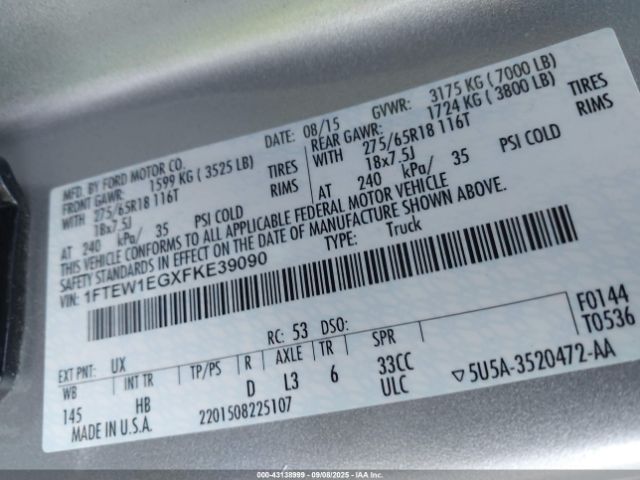 MFD. BY FORD MOTOR CO.
DATE: 08/15
GVWR: 3175 KG ( 7000 LB)
FRONT GAWR: 1599 KG ( 3525 LB)
REAR GAWR: 1724 KG ( 3800 LB)
WITH 275/65R18 116T TIRES
WITH 275/65R18 116T TIRES
18x7.5J RIMS
18x7.5J RIMS
AT 240 kPa/ 35 PSI COLD
AT 240 kPa/ 35 PSI COLD
THIS VEHICLE CONFORMS TO ALL APPLICABLE FEDERAL MOTOR VEHICLE
SAFETY STANDARDS IN EFFECT ON THE DATE OF MANUFACTURE SHOWN ABOVE.
VIN: 1FTEW1EGXFKE39090
TYPE: Truck
F0144
T0536
EXT PNT: UX RC: 53 DSO:
WB INT TR TP/PS R AXLE TR SPR
145 HB D L3 6 33CC
ULC
▽5U5A-3520472-AA
MADE IN U.S.A. 2201508225107
000-43138999 - 09/08/2025 - IAA Inc.